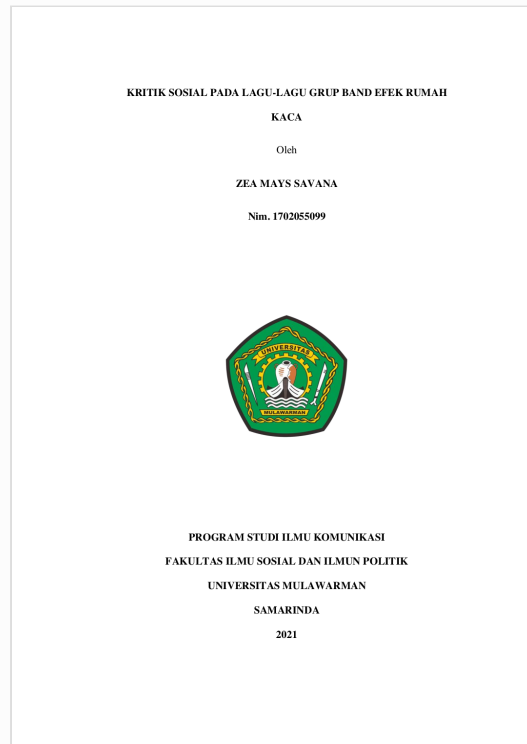 KRITIK SOSIAL PADA LAGU-LAGU GRUP BAND EFEK RUMAH
KACA
Oleh
ZEA MAYS SAVANA
Nim. 1702055099
UNIVERSITAS
MULAWARMAN
PROGRAM STUDI ILMU KOMUNIKASI
FAKULTAS ILMU SOSIAL DAN ILMUN POLITIK
UNIVERSITAS MULAWARMAN
SAMARINDA
2021